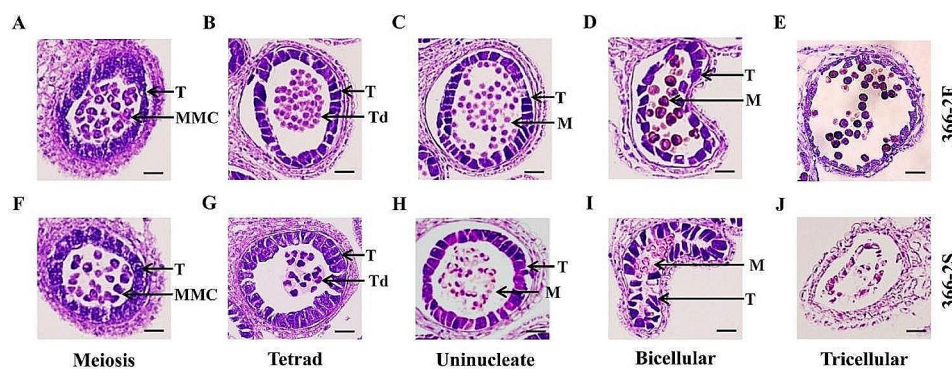 A
B
C
D
E
T
MMC
T
Td
T
M
T
M
366-2F
F
G
H
I
J
T
MMC
T
Td
T
M
M
T
366-2S
Meiosis
Tetrad
Uninucleate
Bicellular
Tricellular